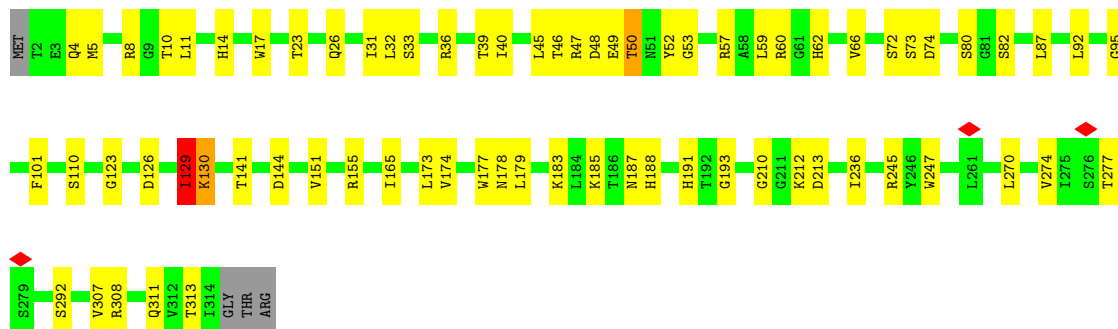 MET T2 E3 Q4 M5 R8 G9 T10 L11 H14 W17 T23 Q26 I31 L32 S33 R36 T39 I40 L45 T46 R47 D48 E49 T50 N51 Y52 G53 R57 A58 L59 R60 G61 H62 V66 S72 S73 D74 S80 G81 S82 L87 L92 G95
F101 S110 G123 D126 I129 K130 T141 D144 V151 R155 I165 L173 V174 W177 N178 L179 K183 L184 K185 T186 N187 H188 H191 T192 G193 G210 G211 K212 D213 I236 R245 Y246 W247 L261 L270 V274 I275 S276 T277
S279 S292 V307 R308 Q311 V312 T313 I314 GLY THR ARG